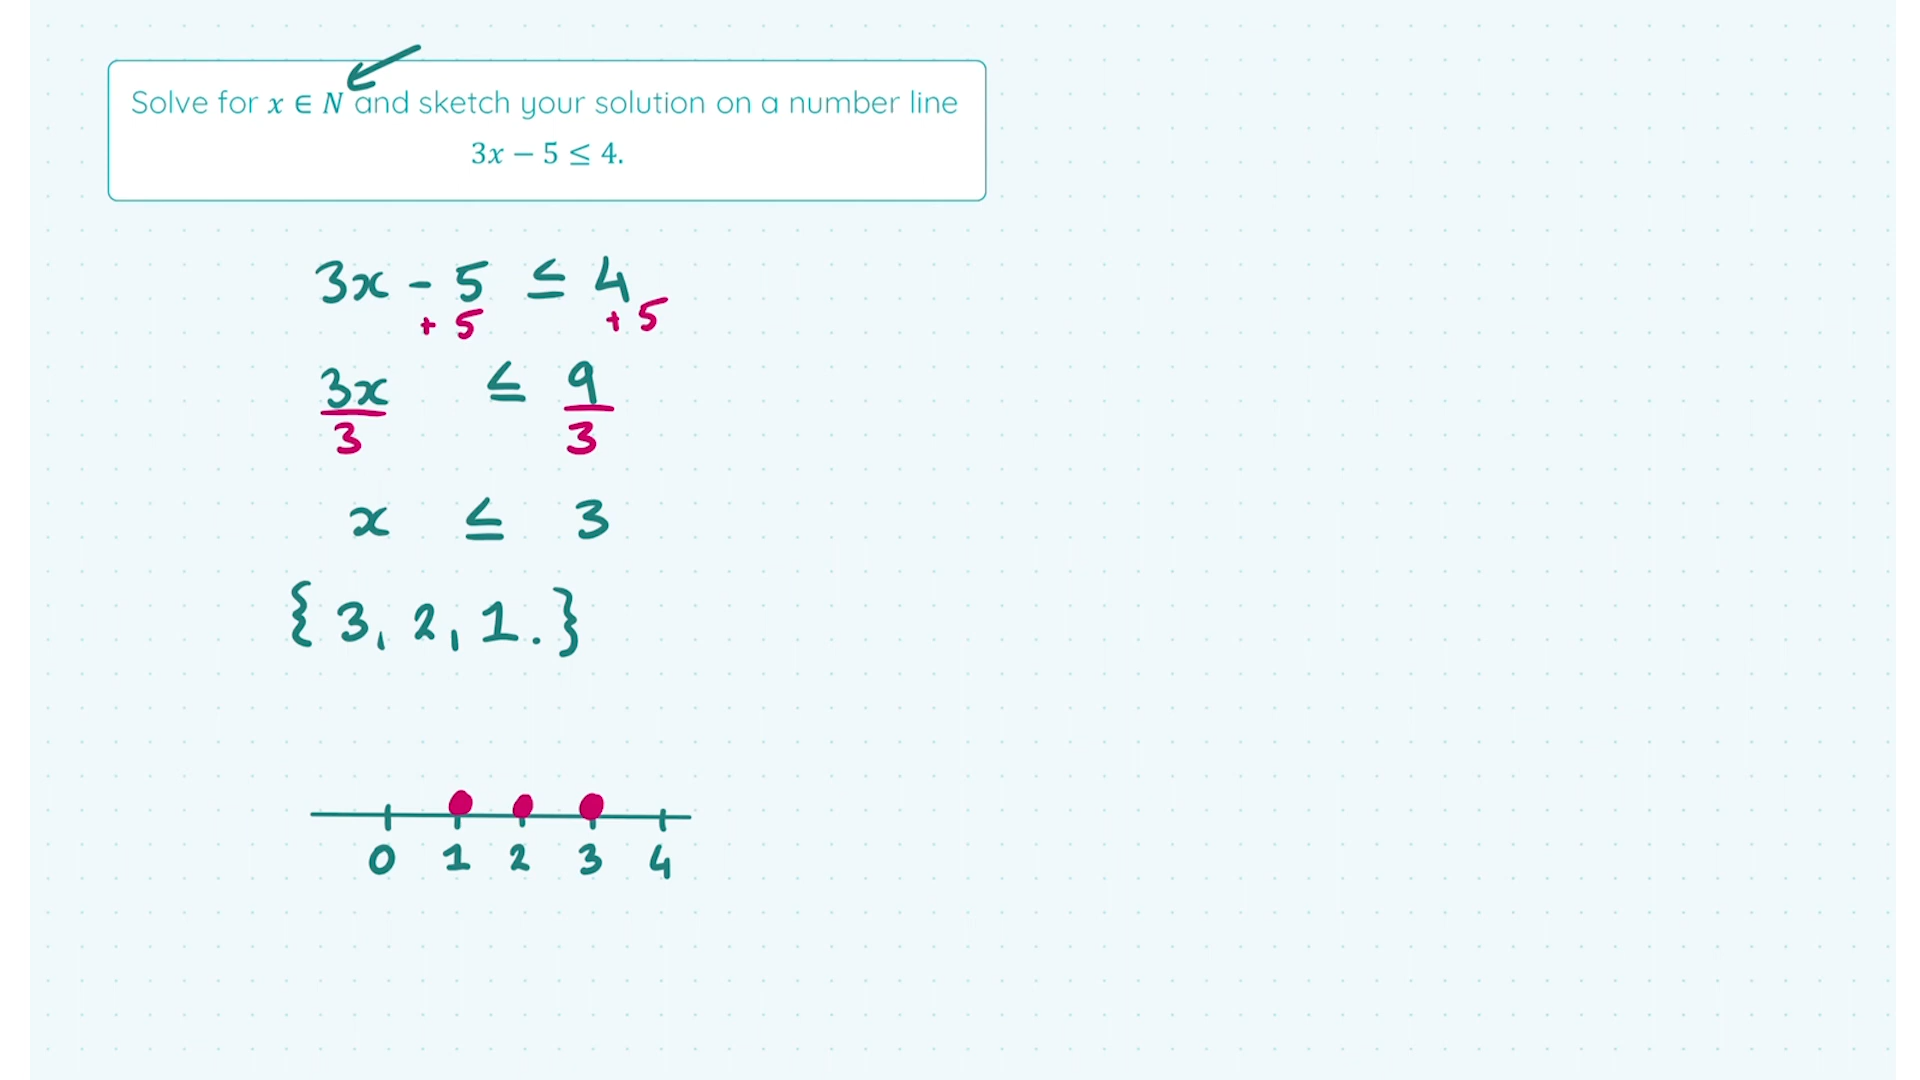 Solve for x ∈ N and sketch your solution on a number line
3x − 5 ≤ 4.
3x - 5 ≤ 4
+ 5 + 5
3x ≤ 9
3 3
x ≤ 3
{ 3, 2, 1. }
0 1 2 3 4